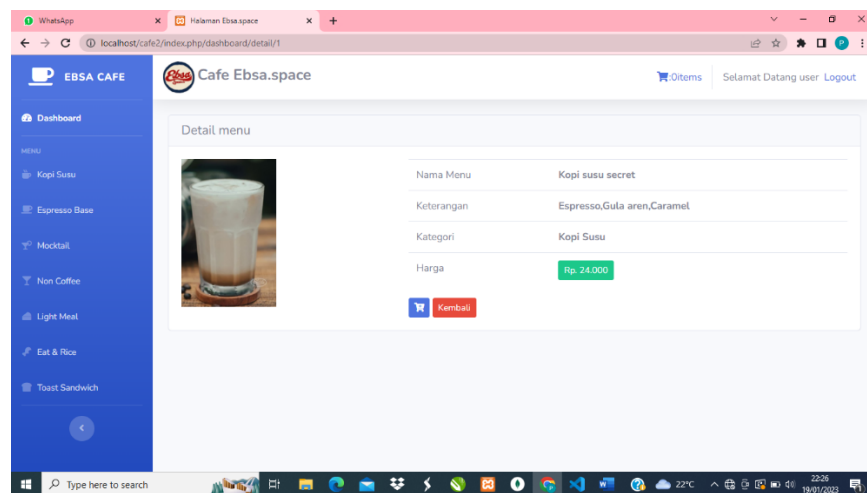 WhatsApp
Halaman Ebsa.space
localhost/cafe2/index.php/dashboard/detail/1
P
EBSA CAFE
Ebsa
Cafe Ebsa.space
:0items
Selamat Datang user Logout
Dashboard
MENU
Kopi Susu
Espresso Base
Mocktail
Non Coffee
Light Meal
Eat & Rice
Toast Sandwich
Detail menu
Nama Menu Kopi susu secret
Keterangan Espresso,Gula aren,Caramel
Kategori Kopi Susu
Harga Rp. 24.000
Kembali
Type here to search
22°C
22:26
19/01/2023